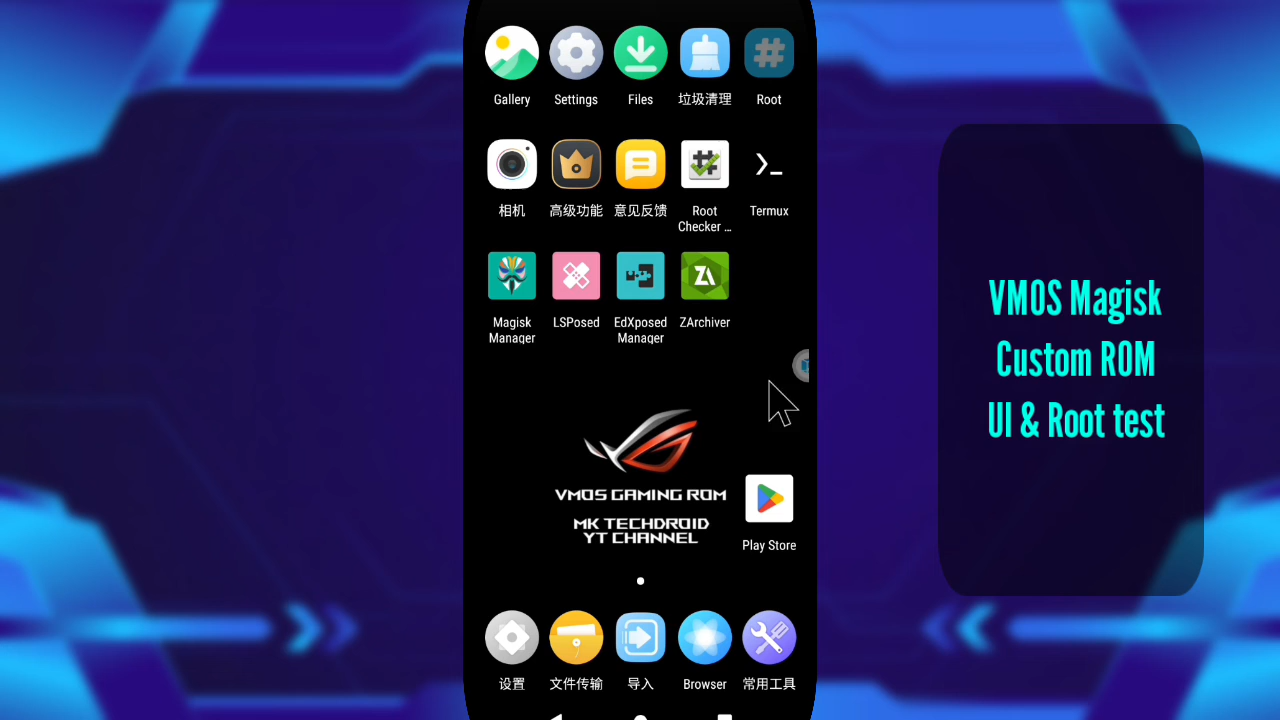 Gallery
Settings
Files
垃圾清理
Root
相机
高级功能
意见反馈
Root
Checker ...
Termux
Magisk
Manager
LSPosed
EdXposed
Manager
ZArchiver
VMOS GAMING ROM
MK TECHDROID
YT CHANNEL
Play Store
设置
文件传输
导入
Browser
常用工具
VMOS Magisk
Custom ROM
UI & Root test